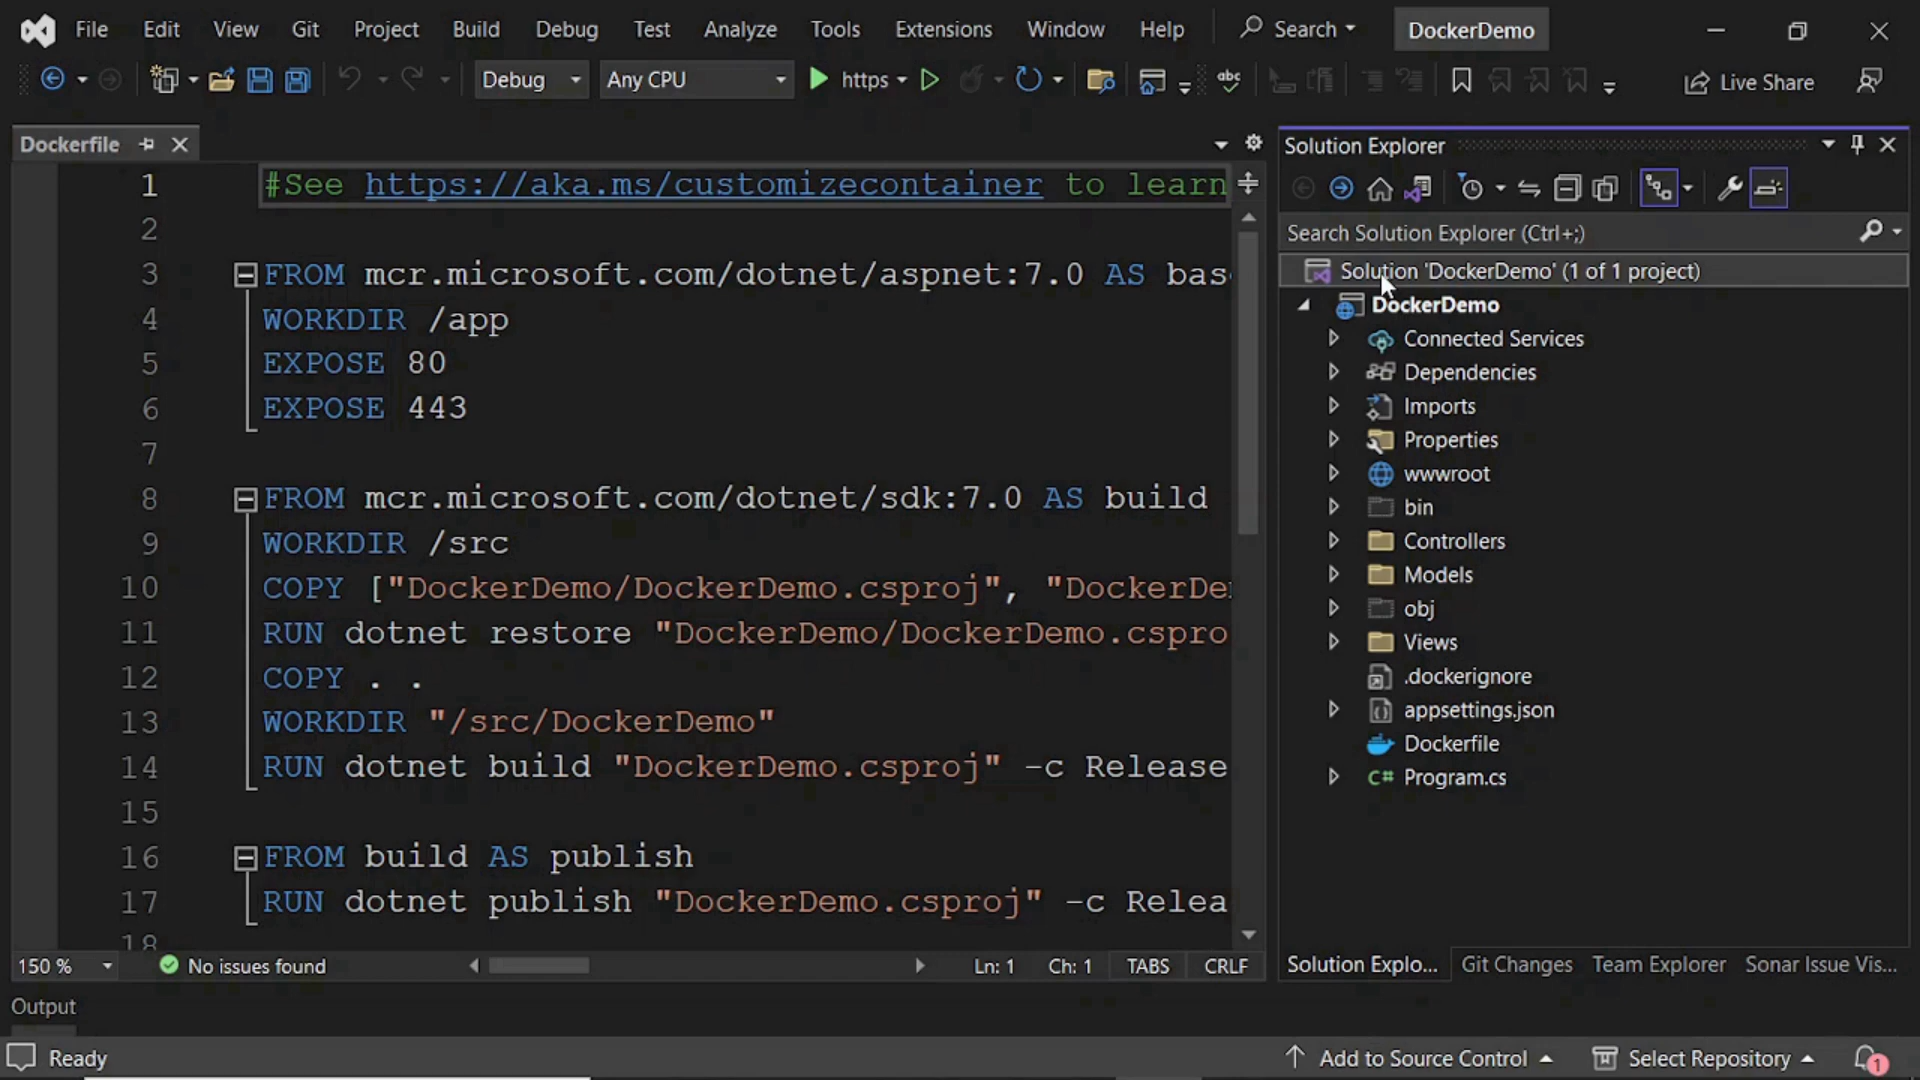 File Edit View Git Project Build Debug Test Analyze Tools Extensions Window Help Search DockerDemo
Debug Any CPU https abc Live Share
Dockerfile
1 #See https://aka.ms/customizecontainer to learn
2
3 FROM mcr.microsoft.com/dotnet/aspnet:7.0 AS bas
4 WORKDIR /app
5 EXPOSE 80
6 EXPOSE 443
7
8 FROM mcr.microsoft.com/dotnet/sdk:7.0 AS build
9 WORKDIR /src
10 COPY ["DockerDemo/DockerDemo.csproj", "DockerDe
11 RUN dotnet restore "DockerDemo/DockerDemo.cspro
12 COPY . .
13 WORKDIR "/src/DockerDemo"
14 RUN dotnet build "DockerDemo.csproj" -c Release
15
16 FROM build AS publish
17 RUN dotnet publish "DockerDemo.csproj" -c Relea
18
150 % No issues found Ln: 1 Ch: 1 TABS CRLF
Solution Explorer
Search Solution Explorer (Ctrl+;)
Solution 'DockerDemo' (1 of 1 project)
DockerDemo
Connected Services
Dependencies
Imports
Properties
wwwroot
bin
Controllers
Models
obj
Views
.dockerignore
appsettings.json
Dockerfile
C# Program.cs
Solution Explo... Git Changes Team Explorer Sonar Issue Vis...
Output
Ready Add to Source Control Select Repository 1